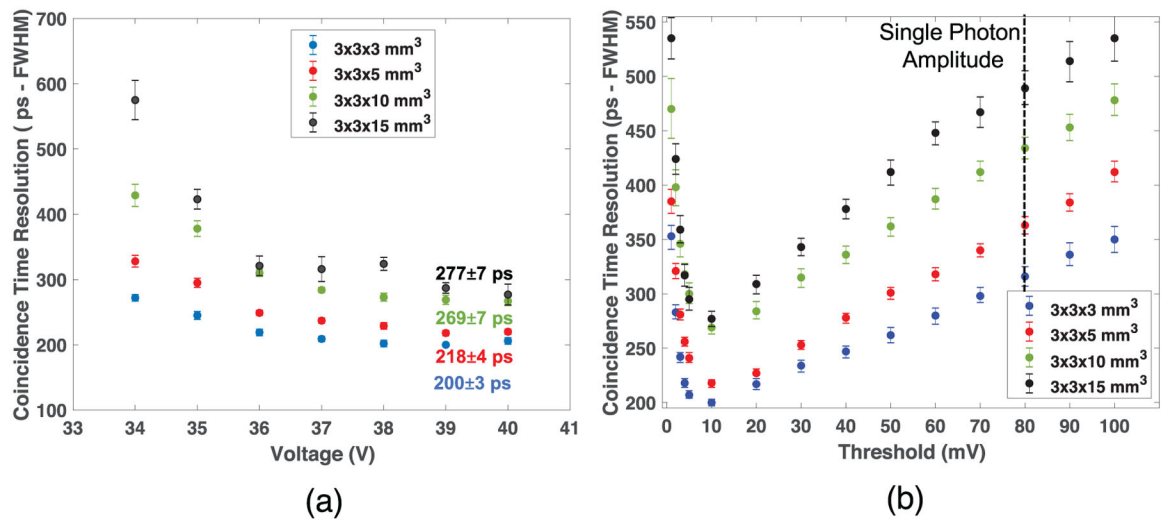 Coincidence Time Resolution ( ps - FWHM)
700
600
500
400
300
200
100
3x3x3 mm³
3x3x5 mm³
3x3x10 mm³
3x3x15 mm³
277±7 ps
269±7 ps
218±4 ps
200±3 ps
33 34 35 36 37 38 39 40 41
Voltage (V)
(a)
Coincidence Time Resolution (ps - FWHM)
550
500
450
400
350
300
250
200
Single Photon
Amplitude
3x3x3 mm³
3x3x5 mm³
3x3x10 mm³
3x3x15 mm³
0 10 20 30 40 50 60 70 80 90 100
Threshold (mV)
(b)